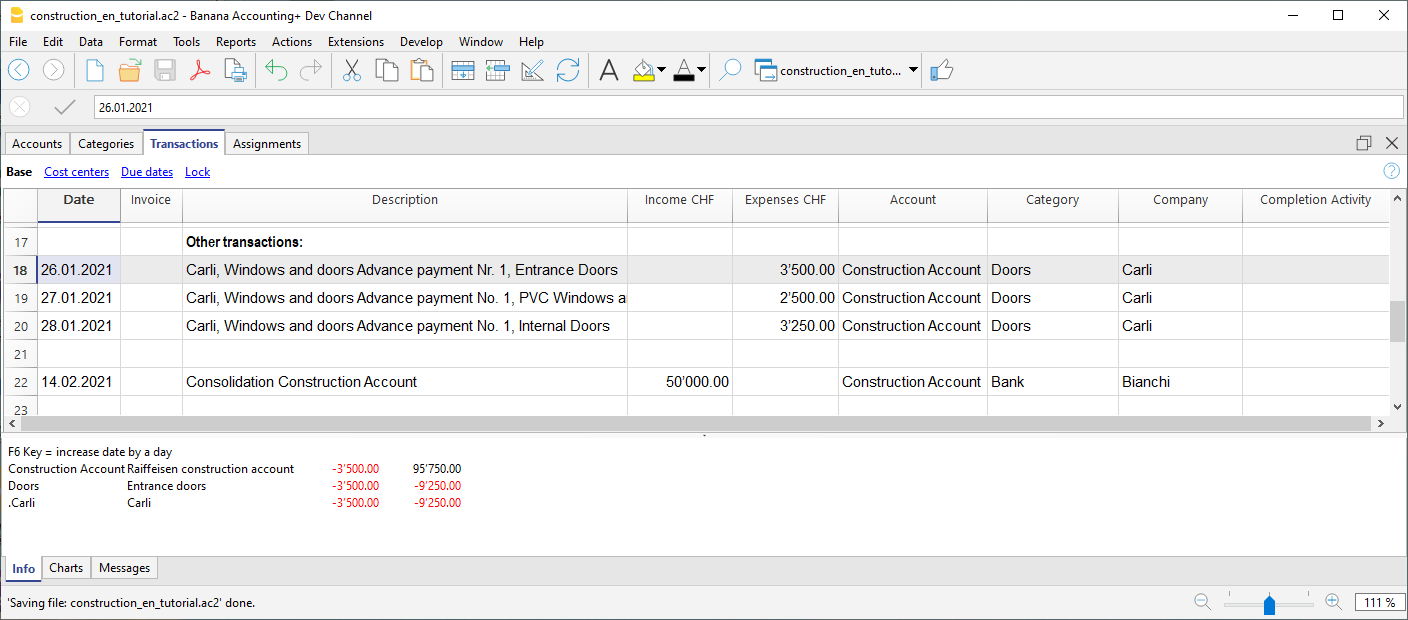 construction_en_tutorial.ac2 - Banana Accounting+ Dev Channel
File Edit Data Format Tools Reports Actions Extensions Develop Window Help
construction_en_tuto...
26.01.2021
Accounts Categories Transactions Assignments
Base Cost centers Due dates Lock
Date Invoice Description Income CHF Expenses CHF Account Category Company Completion Activity
17 Other transactions:
18 26.01.2021 Carli, Windows and doors Advance payment Nr. 1, Entrance Doors 3'500.00 Construction Account Doors Carli
19 27.01.2021 Carli, Windows and doors Advance payment No. 1, PVC Windows a 2'500.00 Construction Account Doors Carli
20 28.01.2021 Carli, Windows and doors Advance payment No. 1, Internal Doors 3'250.00 Construction Account Doors Carli
21
22 14.02.2021 Consolidation Construction Account 50'000.00 Construction Account Bank Bianchi
23
F6 Key = increase date by a day
Construction Account Raiffeisen construction account -3'500.00 95'750.00
Doors Entrance doors -3'500.00 -9'250.00
.Carli Carli -3'500.00 -9'250.00
Info Charts Messages
'Saving file: construction_en_tutorial.ac2' done.
111 %